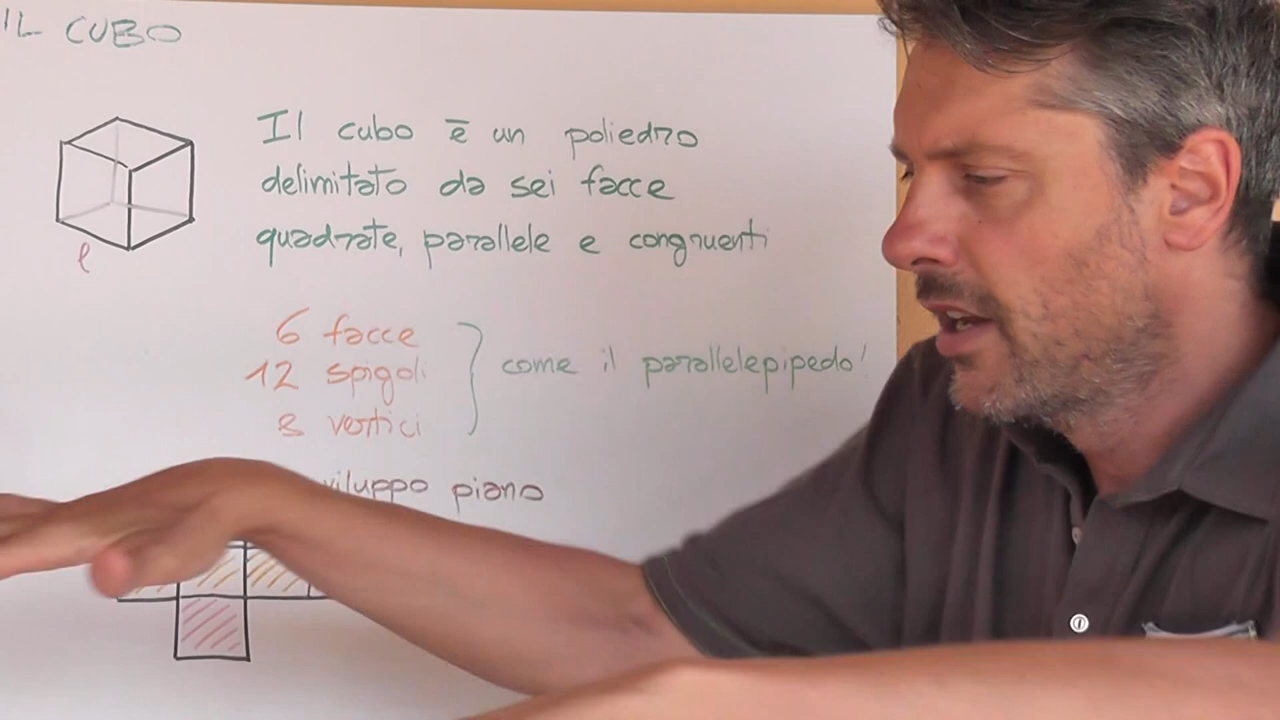 IL CUBO
Il cubo è un poliedro
delimitato da sei facce
quadrate, parallele e congruenti
l
6 facce
12 spigoli
8 vertici
come il parallelepipedo!
piano